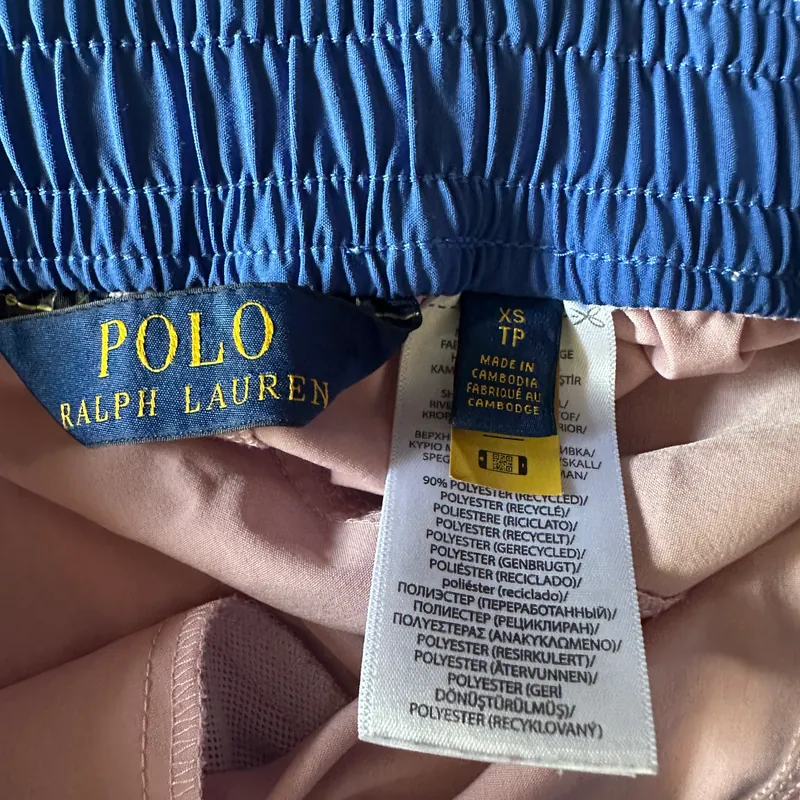 POLO
RALPH LAUREN
XS
TP
MADE IN
CAMBODIA
FABRIQUÉ AU
CAMBODGE
90% POLYESTER (RECYCLED)/
POLYESTER (RECYCLÉ)/
POLIESTERE (RICICLATO)/
POLYESTER (RECYCELT)/
POLYESTER (GERECYCLED)/
POLYESTER (GENBRUGT)/
POLIÉSTER (RECICLADO)/
poliéster (reciclado)/
ПОЛИЭСТЕР (ПЕРЕРАБОТАННЫЙ)/
ПОЛИЕСТЕР (РЕЦИКЛИРАН)/
ΠΟΛΥΕΣΤΕΡΑΣ (ΑΝΑΚΥΚΛΩΜΕΝΟ)/
POLYESTER (RESIRKULERT)/
POLYESTER (ÅTERVUNNEN)/
POLYESTER (GERİ
DÖNÜŞTÜRÜLMÜŞ)/
POLYESTER (RECYKLOVANÝ)